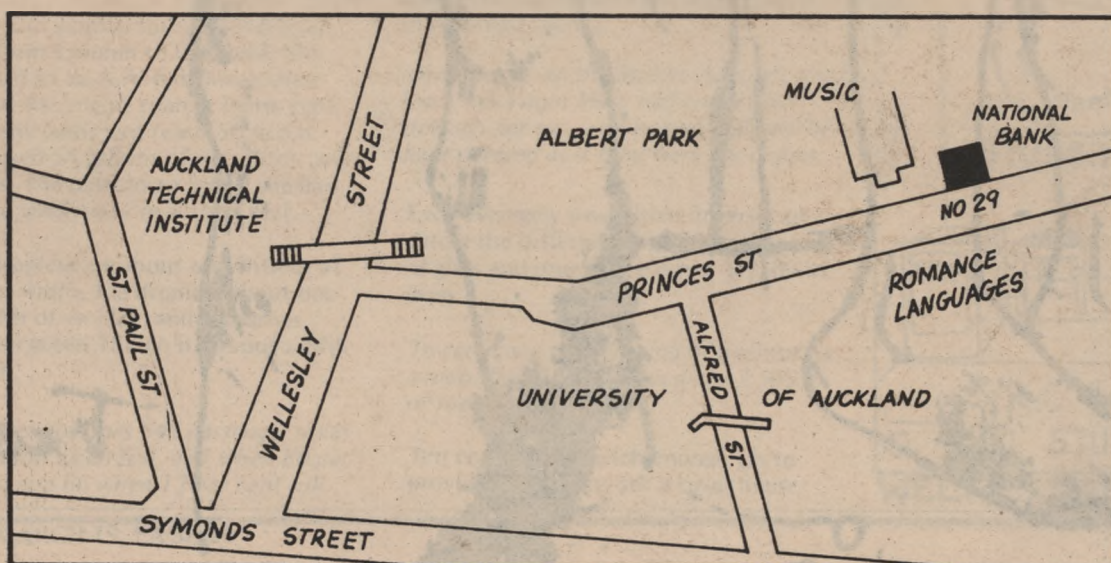 MUSIC
NATIONAL
BANK
ALBERT PARK
AUCKLAND
TECHNICAL
INSTITUTE
STREET
NO 29
PRINCES ST
ROMANCE
LANGUAGES
ST. PAUL ST
WELLESLEY
ALFRED
ST.
UNIVERSITY OF AUCKLAND
SYMONDS STREET